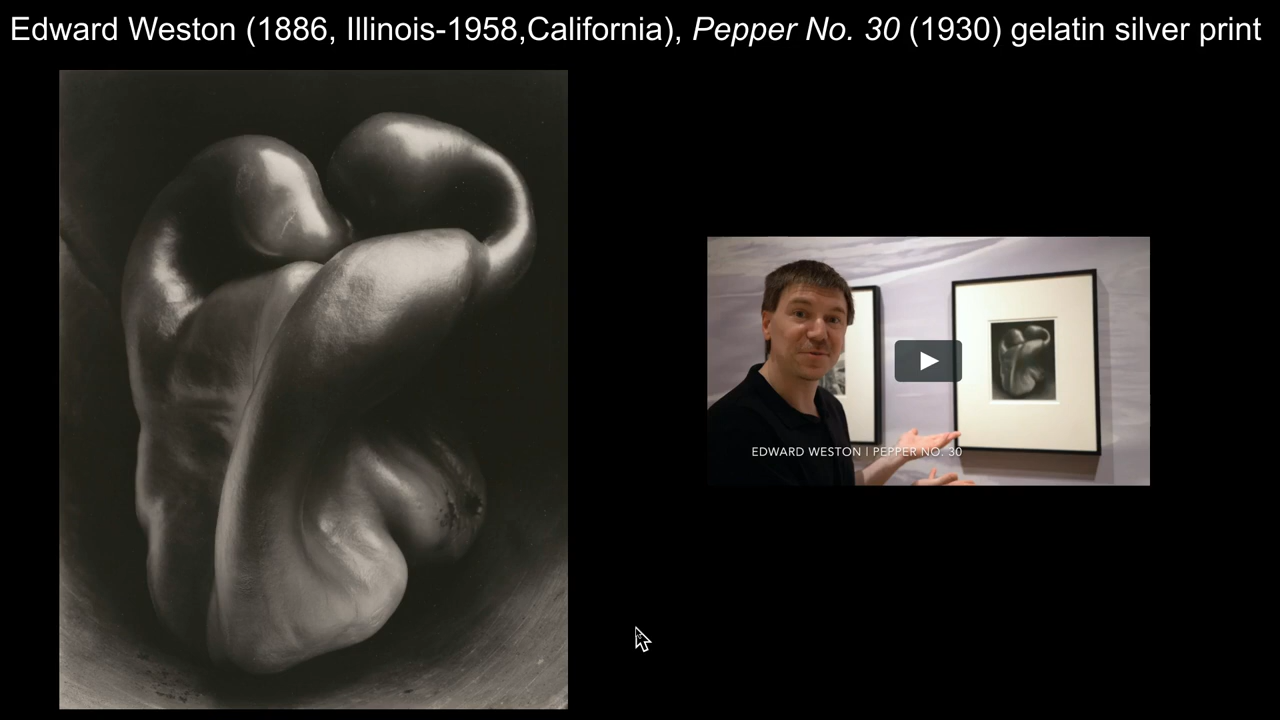 Edward Weston (1886, Illinois-1958,California), Pepper No. 30 (1930) gelatin silver print
EDWARD WESTON | PEPPER NO. 30